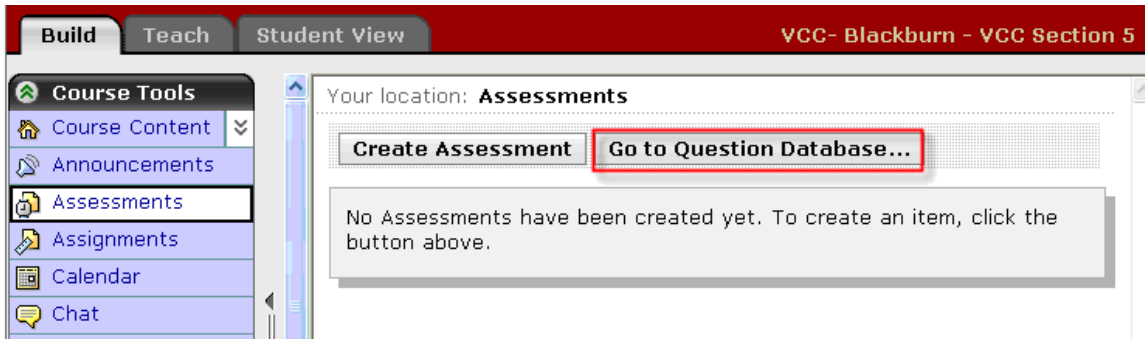 Build Teach Student View VCC- Blackburn - VCC Section 5
Course Tools
Course Content
Announcements
Assessments
Assignments
Calendar
Chat
Your location: Assessments
Create Assessment Go to Question Database...
No Assessments have been created yet. To create an item, click the
button above.